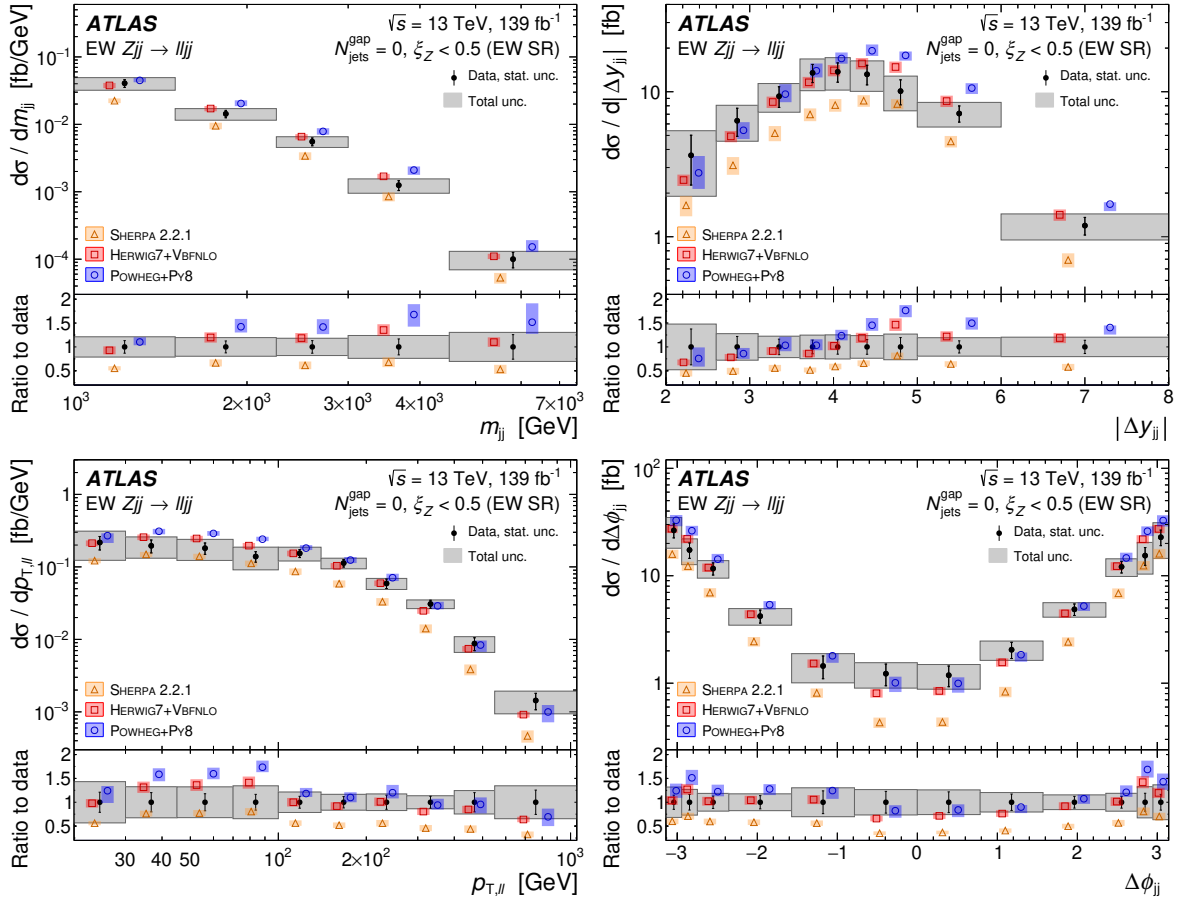 ATLAS
√s = 13 TeV, 139 fb⁻¹
EW Zjj → lljj
N_jets^gap = 0, ξ_Z < 0.5 (EW SR)
Data, stat. unc.
Total unc.
SHERPA 2.2.1
HERWIG7+VBFNLO
POWHEG+PY8
dσ / dm_jj [fb/GeV]
10⁻¹
10⁻²
10⁻³
10⁻⁴
Ratio to data
2
1.5
1
0.5
10³ 2×10³ 3×10³ 4×10³ 7×10³
m_jj [GeV]
ATLAS
√s = 13 TeV, 139 fb⁻¹
EW Zjj → lljj
N_jets^gap = 0, ξ_Z < 0.5 (EW SR)
Data, stat. unc.
Total unc.
SHERPA 2.2.1
HERWIG7+VBFNLO
POWHEG+PY8
dσ / d|Δy_jj| [fb]
10
1
Ratio to data
2
1.5
1
0.5
2 3 4 5 6 7 8
|Δy_jj|
ATLAS
√s = 13 TeV, 139 fb⁻¹
EW Zjj → lljj
N_jets^gap = 0, ξ_Z < 0.5 (EW SR)
Data, stat. unc.
Total unc.
SHERPA 2.2.1
HERWIG7+VBFNLO
POWHEG+PY8
dσ / dp_T,ll [fb/GeV]
1
10⁻¹
10⁻²
10⁻³
Ratio to data
2
1.5
1
0.5
30 40 50 10² 2×10² 10³
p_T,ll [GeV]
ATLAS
√s = 13 TeV, 139 fb⁻¹
EW Zjj → lljj
N_jets^gap = 0, ξ_Z < 0.5 (EW SR)
Data, stat. unc.
Total unc.
SHERPA 2.2.1
HERWIG7+VBFNLO
POWHEG+PY8
dσ / dΔϕ_jj [fb]
10²
10
1
Ratio to data
2
1.5
1
0.5
−3 −2 −1 0 1 2 3
Δϕ_jj